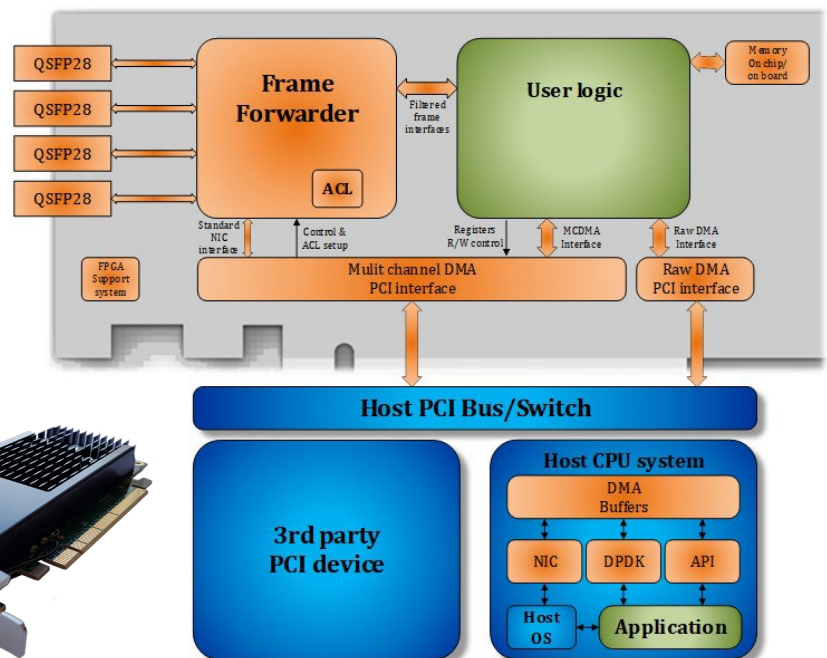 QSFP28
QSFP28
QSFP28
QSFP28
Frame
Forwarder
ACL
Filtered
frame
interfaces
User logic
Memory
On chip/
on board
Standard
NIC
interface
Control &
ACL setup
Registers
R/W control
MCDMA
Interface
Raw DMA
Interface
FPGA
Support
system
Mulit channel DMA
PCI interface
Raw DMA
PCI interface
Host PCI Bus/Switch
3rd party
PCI device
Host CPU system
DMA
Buffers
NIC
DPDK
API
Host
OS
Application